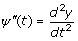 ψ″(t) = d²y/dt²